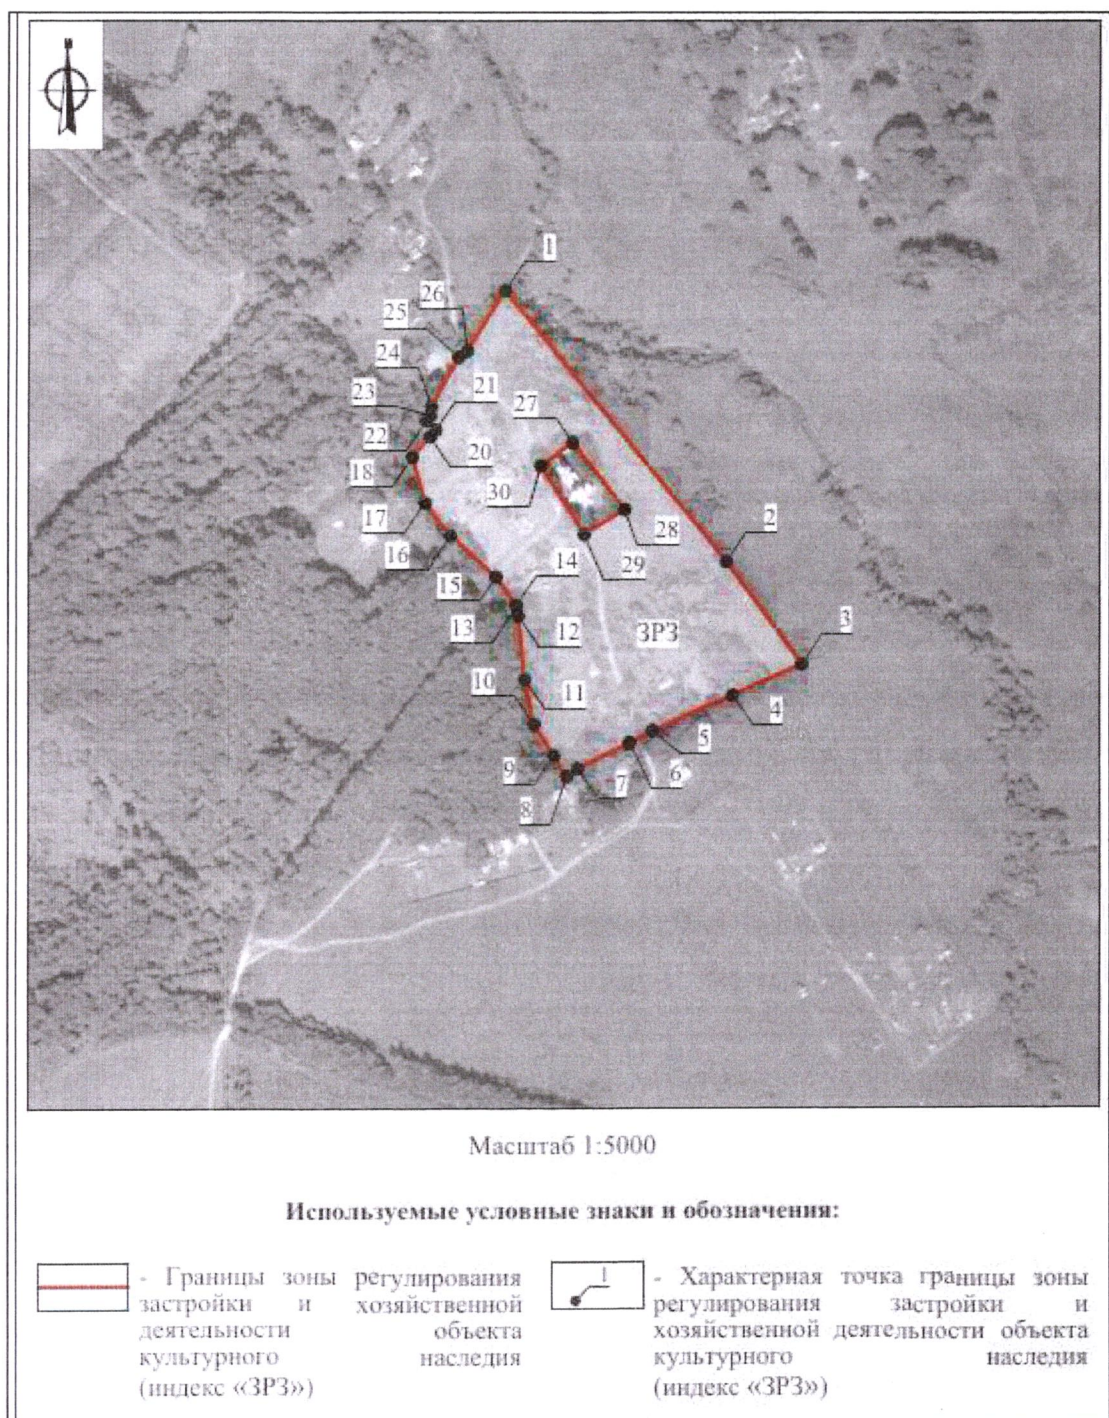 1
26
25
24
23
21
27
22
20
18
30
17
28
2
16
29
14
15
3
13
12
ЗРЗ
10
11
4
5
9
6
7
8
Масштаб 1:5000
Используемые условные знаки и обозначения:
- Границы зоны регулирования
застройки и хозяйственной
деятельности объекта
культурного наследия
(индекс «ЗРЗ»)
1
- Характерная точка границы зоны
регулирования застройки и
хозяйственной деятельности объекта
культурного наследия
(индекс «ЗРЗ»)